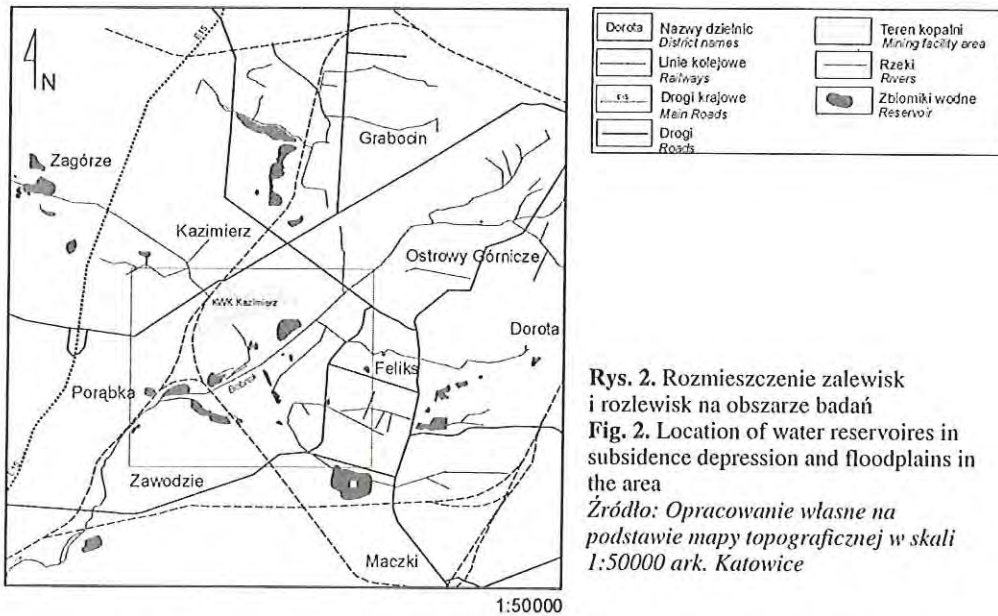 N
Zagórze
Grabocin
Kazimierz
Ostrowy Górnicze
KWK Kazimierz
Dorota
Feliks
Porąbka
Zawodzie
Maczki
1:50000
Dorota Nazwy dzielnic
District names
Linie kolejowe
Railways
Drogi krajowe
Main Roads
Drogi
Roads
Teren kopalni
Mining facility area
Rzeki
Rivers
Zbiorniki wodne
Reservoir
Rys. 2. Rozmieszczenie zalewisk
i rozlewisk na obszarze badań
Fig. 2. Location of water reservoires in
subsidence depression and floodplains in
the area
Źródło: Opracowanie własne na
podstawie mapy topograficznej w skali
1:50000 ark. Katowice